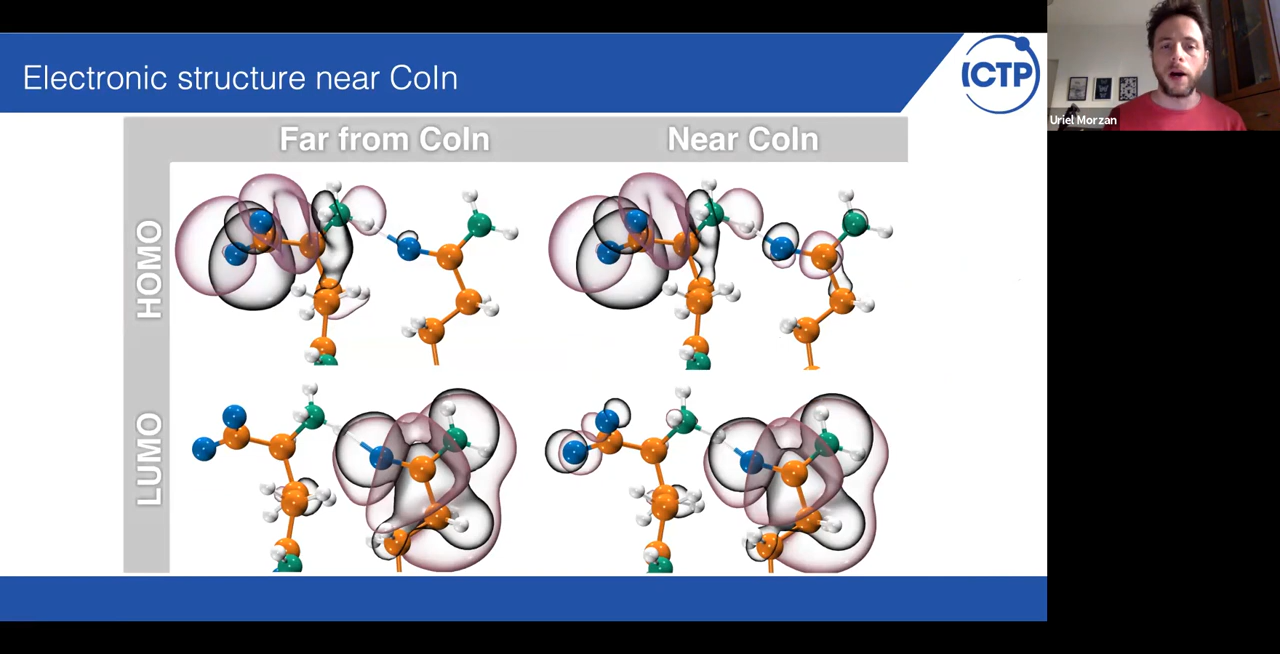 Electronic structure near CoIn
ICTP
Uriel Morzan
Far from CoIn
Near CoIn
HOMO
LUMO